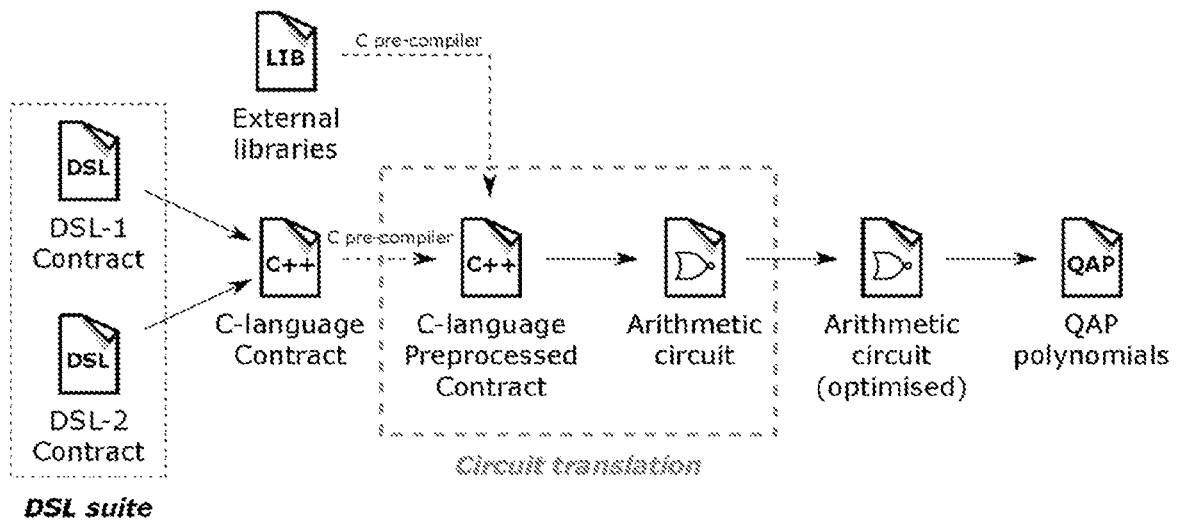 LIB
C pre-compiler
External
libraries
DSL
DSL-1
Contract
DSL
DSL-2
Contract
DSL suite
C++
C-language
Contract
C pre-compiler
C++
C-language
Preprocessed
Contract
Arithmetic
circuit
Circuit translation
Arithmetic
circuit
(optimised)
QAP
QAP
polynomials